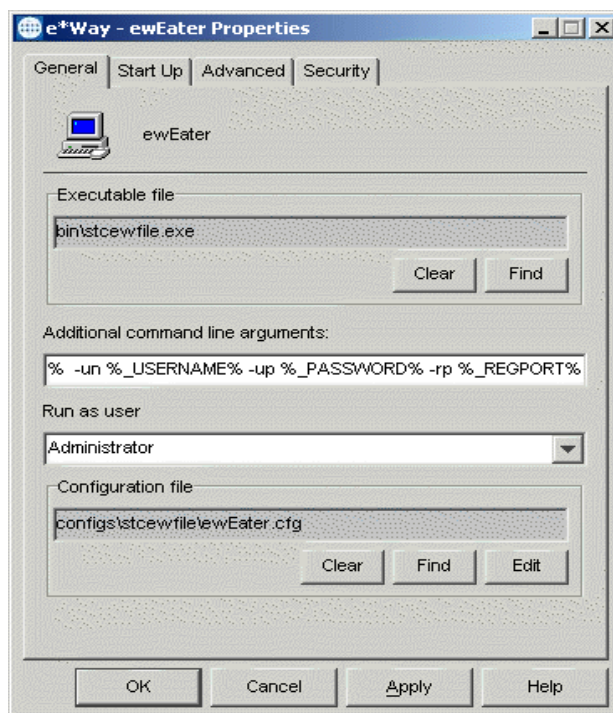 e*Way - ewEater Properties
General Start Up Advanced Security
ewEater
Executable file
bin\stcewfile.exe
Clear Find
Additional command line arguments:
% -un %_USERNAME% -up %_PASSWORD% -rp %_REGPORT%
Run as user
Administrator
Configuration file
configs\stcewfile\ewEater.cfg
Clear Find Edit
OK Cancel Apply Help